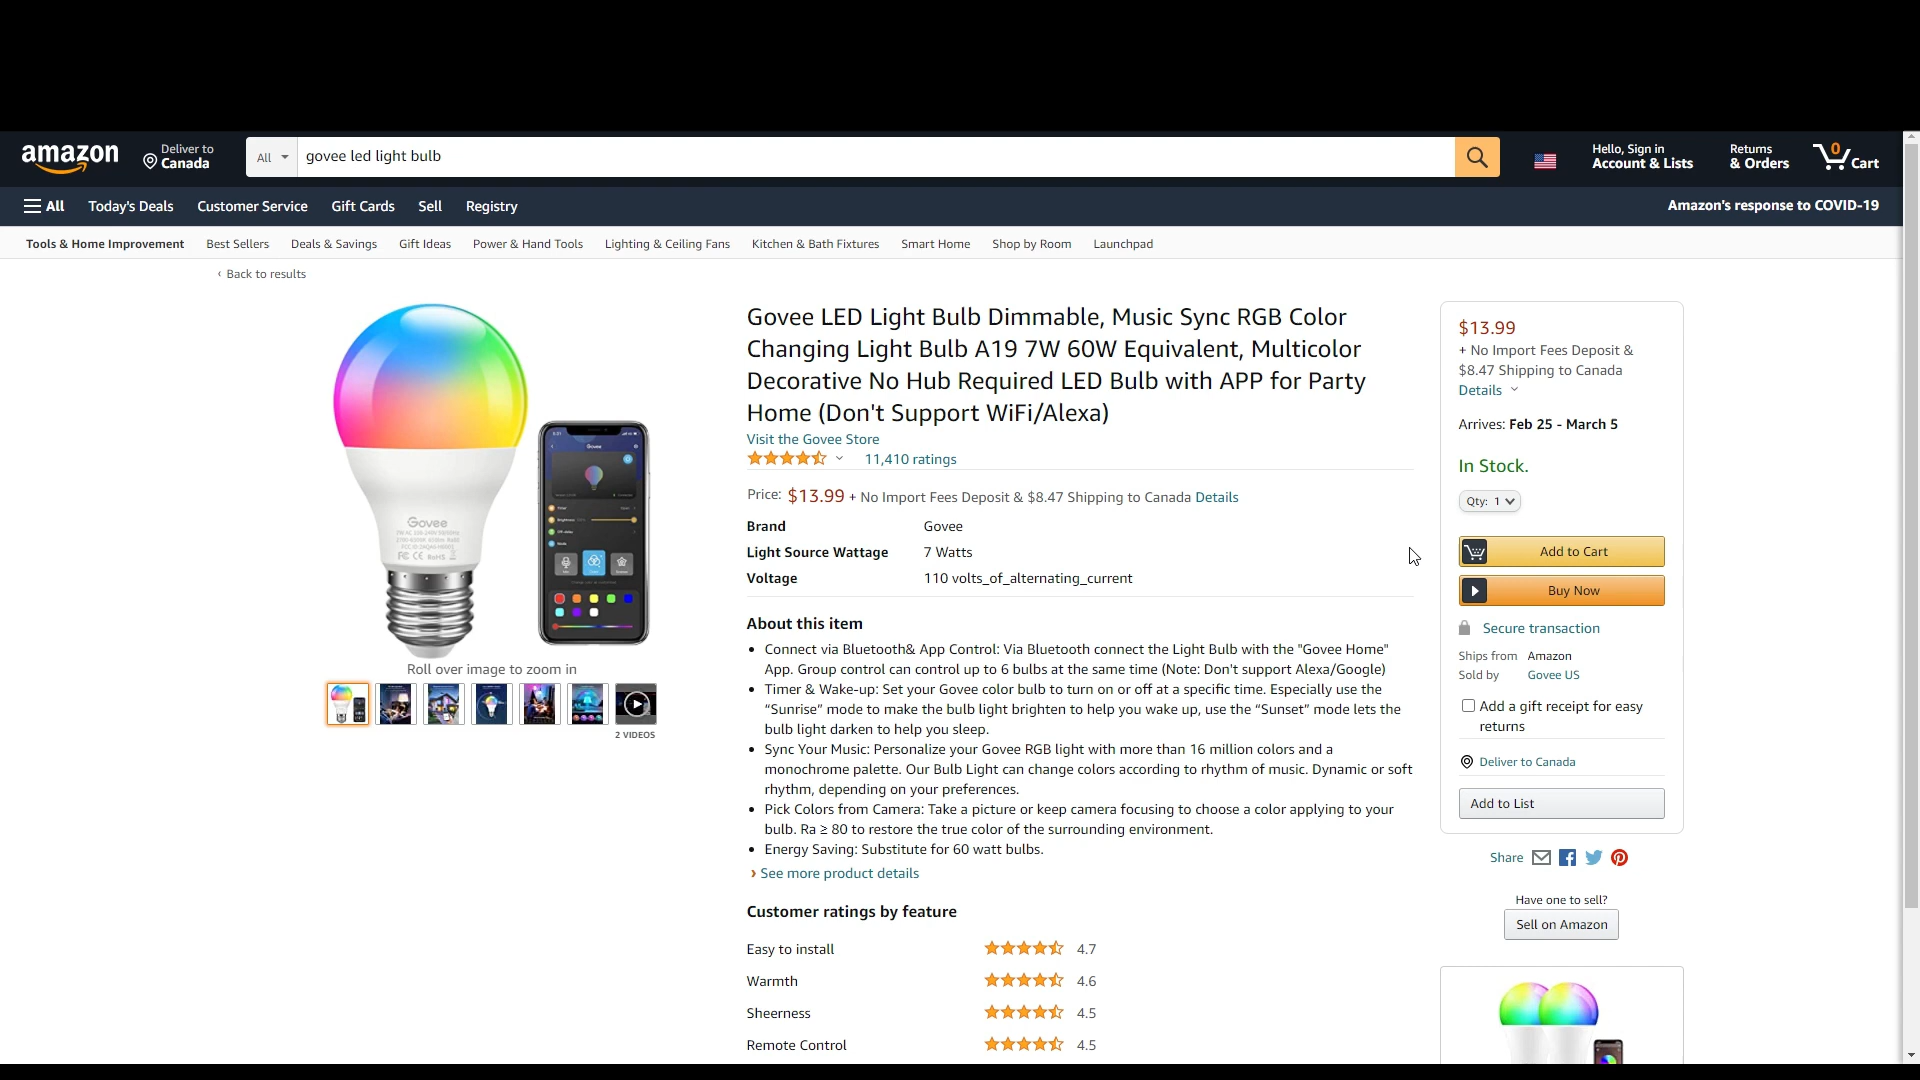 amazon
Deliver to
Canada
All
govee led light bulb
Hello, Sign in
Account & Lists
Returns
& Orders
0
Cart
All
Today's Deals
Customer Service
Gift Cards
Sell
Registry
Amazon's response to COVID-19
Tools & Home Improvement
Best Sellers
Deals & Savings
Gift Ideas
Power & Hand Tools
Lighting & Ceiling Fans
Kitchen & Bath Fixtures
Smart Home
Shop by Room
Launchpad
‹ Back to results
Govee
Govee
Roll over image to zoom in
2 VIDEOS
Govee LED Light Bulb Dimmable, Music Sync RGB Color
Changing Light Bulb A19 7W 60W Equivalent, Multicolor
Decorative No Hub Required LED Bulb with APP for Party
Home (Don't Support WiFi/Alexa)
Visit the Govee Store
11,410 ratings
Price: $13.99 + No Import Fees Deposit & $8.47 Shipping to Canada Details
Brand Govee
Light Source Wattage 7 Watts
Voltage 110 volts_of_alternating_current
About this item
• Connect via Bluetooth& App Control: Via Bluetooth connect the Light Bulb with the "Govee Home"
App. Group control can control up to 6 bulbs at the same time (Note: Don't support Alexa/Google)
• Timer & Wake-up: Set your Govee color bulb to turn on or off at a specific time. Especially use the
“Sunrise” mode to make the bulb light brighten to help you wake up, use the “Sunset” mode lets the
bulb light darken to help you sleep.
• Sync Your Music: Personalize your Govee RGB light with more than 16 million colors and a
monochrome palette. Our Bulb Light can change colors according to rhythm of music. Dynamic or soft
rhythm, depending on your preferences.
• Pick Colors from Camera: Take a picture or keep camera focusing to choose a color applying to your
bulb. Ra ≥ 80 to restore the true color of the surrounding environment.
• Energy Saving: Substitute for 60 watt bulbs.
› See more product details
Customer ratings by feature
Easy to install 4.7
Warmth 4.6
Sheerness 4.5
Remote Control 4.5
$13.99
+ No Import Fees Deposit &
$8.47 Shipping to Canada
Details
Arrives: Feb 25 - March 5
In Stock.
Qty: 1
Add to Cart
Buy Now
Secure transaction
Ships from Amazon
Sold by Govee US
Add a gift receipt for easy
returns
Deliver to Canada
Add to List
Share
Have one to sell?
Sell on Amazon